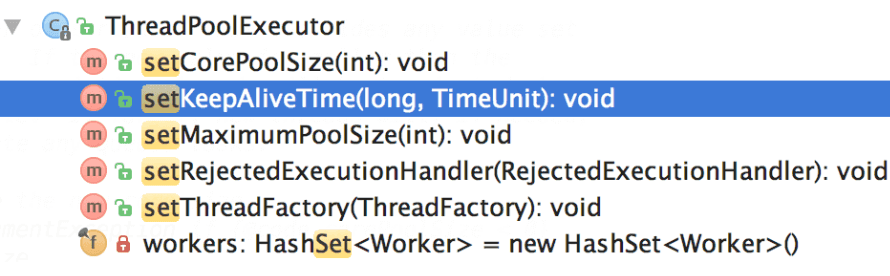 ThreadPoolExecutor
setCorePoolSize(int): void
setKeepAliveTime(long, TimeUnit): void
setMaximumPoolSize(int): void
setRejectedExecutionHandler(RejectedExecutionHandler): void
setThreadFactory(ThreadFactory): void
workers: HashSet<Worker> = new HashSet<Worker>()